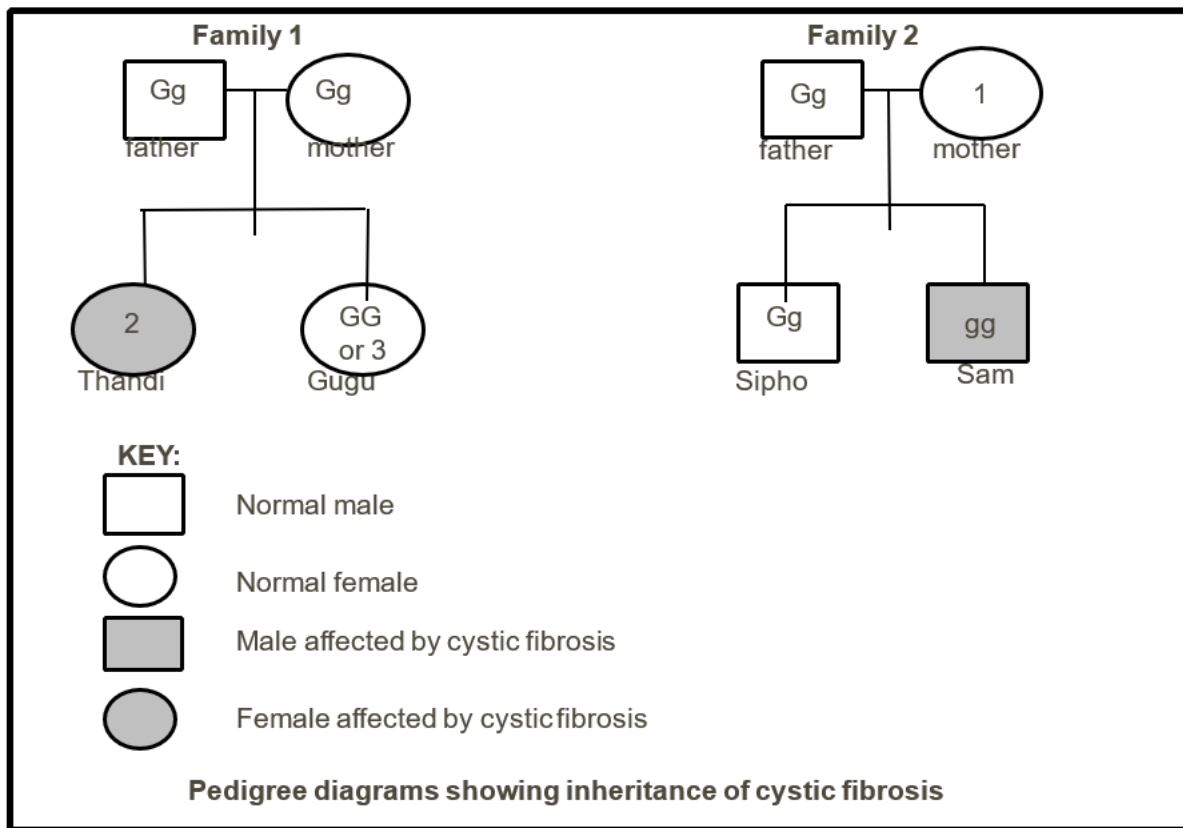 Family 1
Family 2
Gg
Gg
father
mother
Gg
1
father
mother
2
GG
or 3
Thandi
Gugu
Gg
gg
Sipho
Sam
KEY:
Normal male
Normal female
Male affected by cystic fibrosis
Female affected by cystic fibrosis
Pedigree diagrams showing inheritance of cystic fibrosis